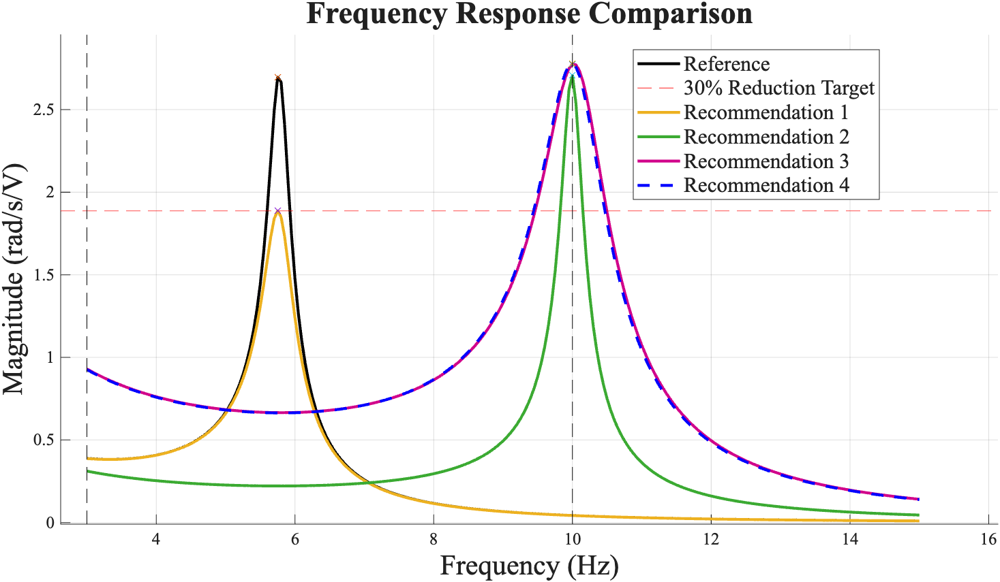 Frequency Response Comparison
Reference
30% Reduction Target
Recommendation 1
Recommendation 2
Recommendation 3
Recommendation 4
Magnitude (rad/s/V)
2.5
2
1.5
1
0.5
0
4 6 8 10 12 14 16
Frequency (Hz)